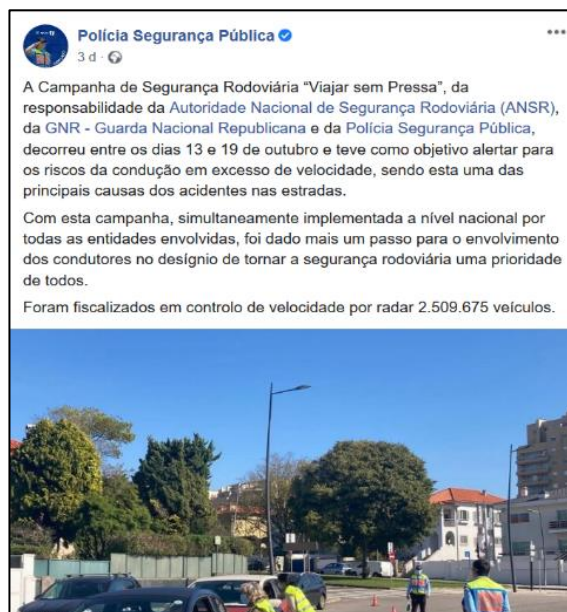 Polícia Segurança Pública
3 d ·
A Campanha de Segurança Rodoviária “Viajar sem Pressa”, da
responsabilidade da Autoridade Nacional de Segurança Rodoviária (ANSR),
da GNR - Guarda Nacional Republicana e da Polícia Segurança Pública,
decorreu entre os dias 13 e 19 de outubro e teve como objetivo alertar para
os riscos da condução em excesso de velocidade, sendo esta uma das
principais causas dos acidentes nas estradas.
Com esta campanha, simultaneamente implementada a nível nacional por
todas as entidades envolvidas, foi dado mais um passo para o envolvimento
dos condutores no desígnio de tornar a segurança rodoviária uma prioridade
de todos.
Foram fiscalizados em controlo de velocidade por radar 2.509.675 veículos.